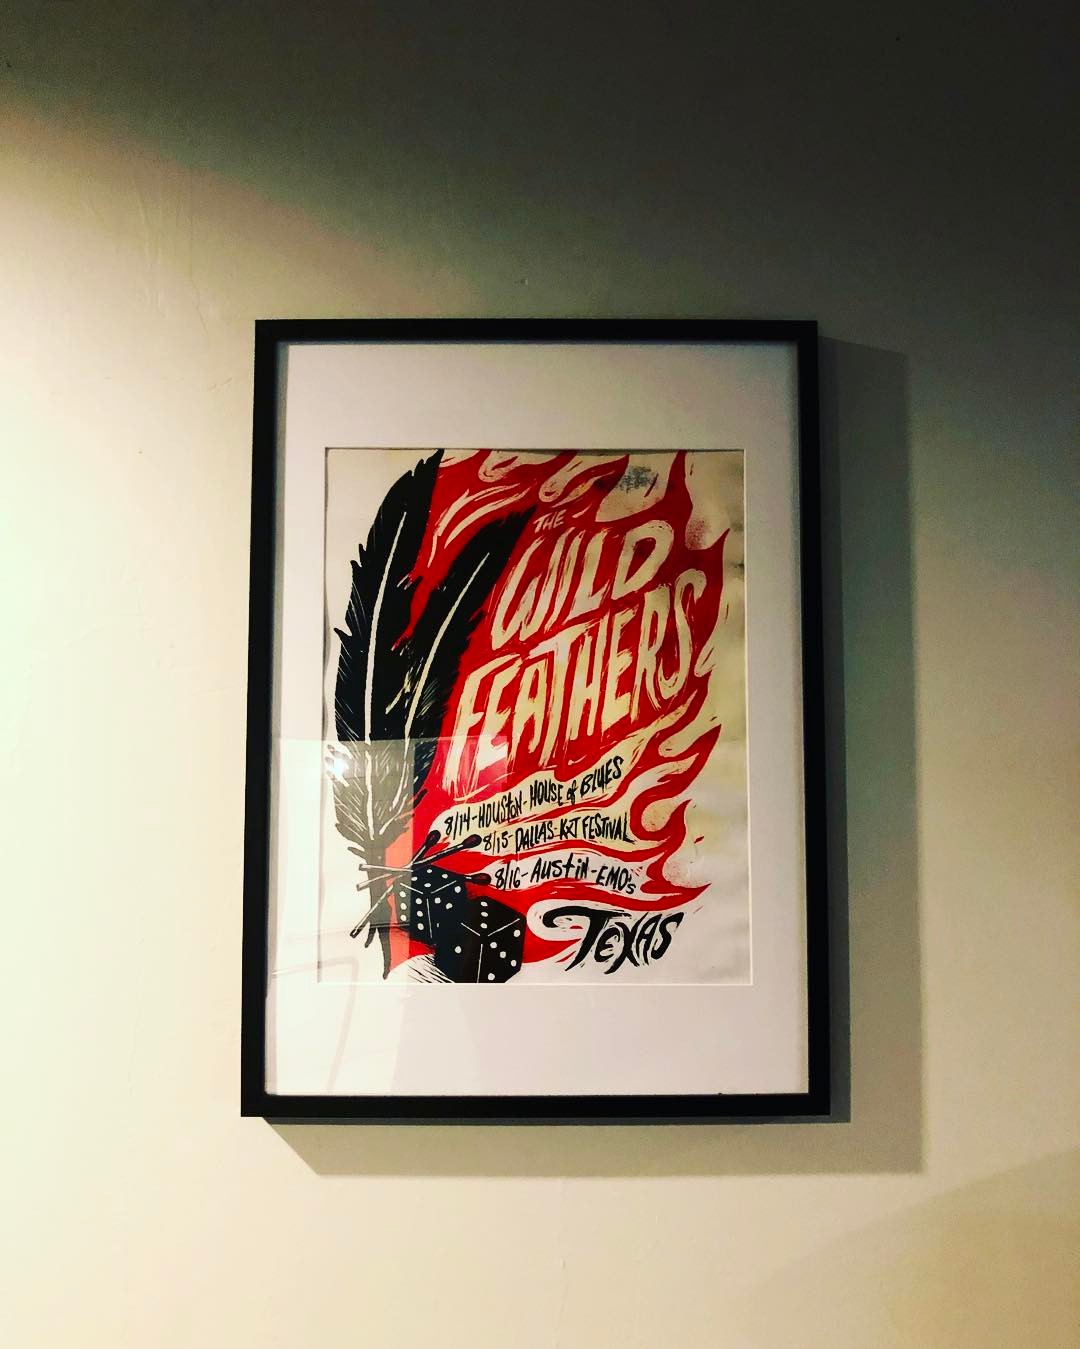 THE
WILD
FEATHERS
8/14-HOUSTON-HOUSE of BLUES
8/15-DALLAS-KXT FESTIVAL
8/16-AUStiN-EMO's
TEXAS